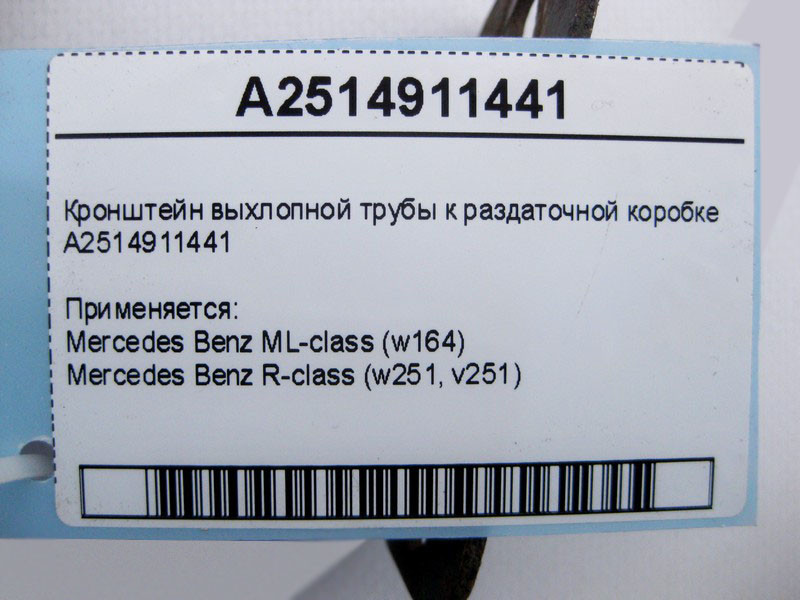 A2514911441
Кронштейн выхлопной трубы к раздаточной коробке
A2514911441
Применяется:
Mercedes Benz ML-class (w164)
Mercedes Benz R-class (w251, v251)